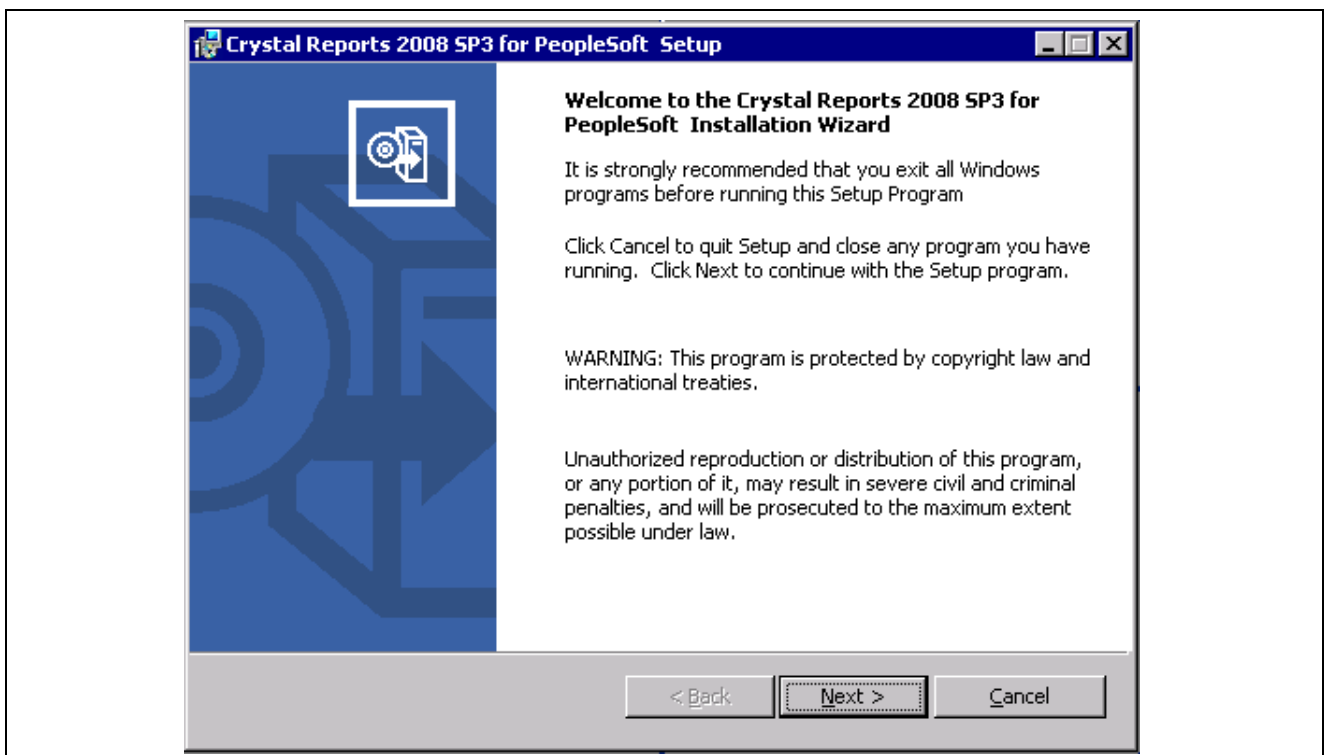 Crystal Reports 2008 SP3 for PeopleSoft  Setup
Welcome to the Crystal Reports 2008 SP3 for
PeopleSoft  Installation Wizard
It is strongly recommended that you exit all Windows
programs before running this Setup Program
Click Cancel to quit Setup and close any program you have
running.  Click Next to continue with the Setup program.
WARNING: This program is protected by copyright law and
international treaties.
Unauthorized reproduction or distribution of this program,
or any portion of it, may result in severe civil and criminal
penalties, and will be prosecuted to the maximum extent
possible under law.
< Back
Next >
Cancel